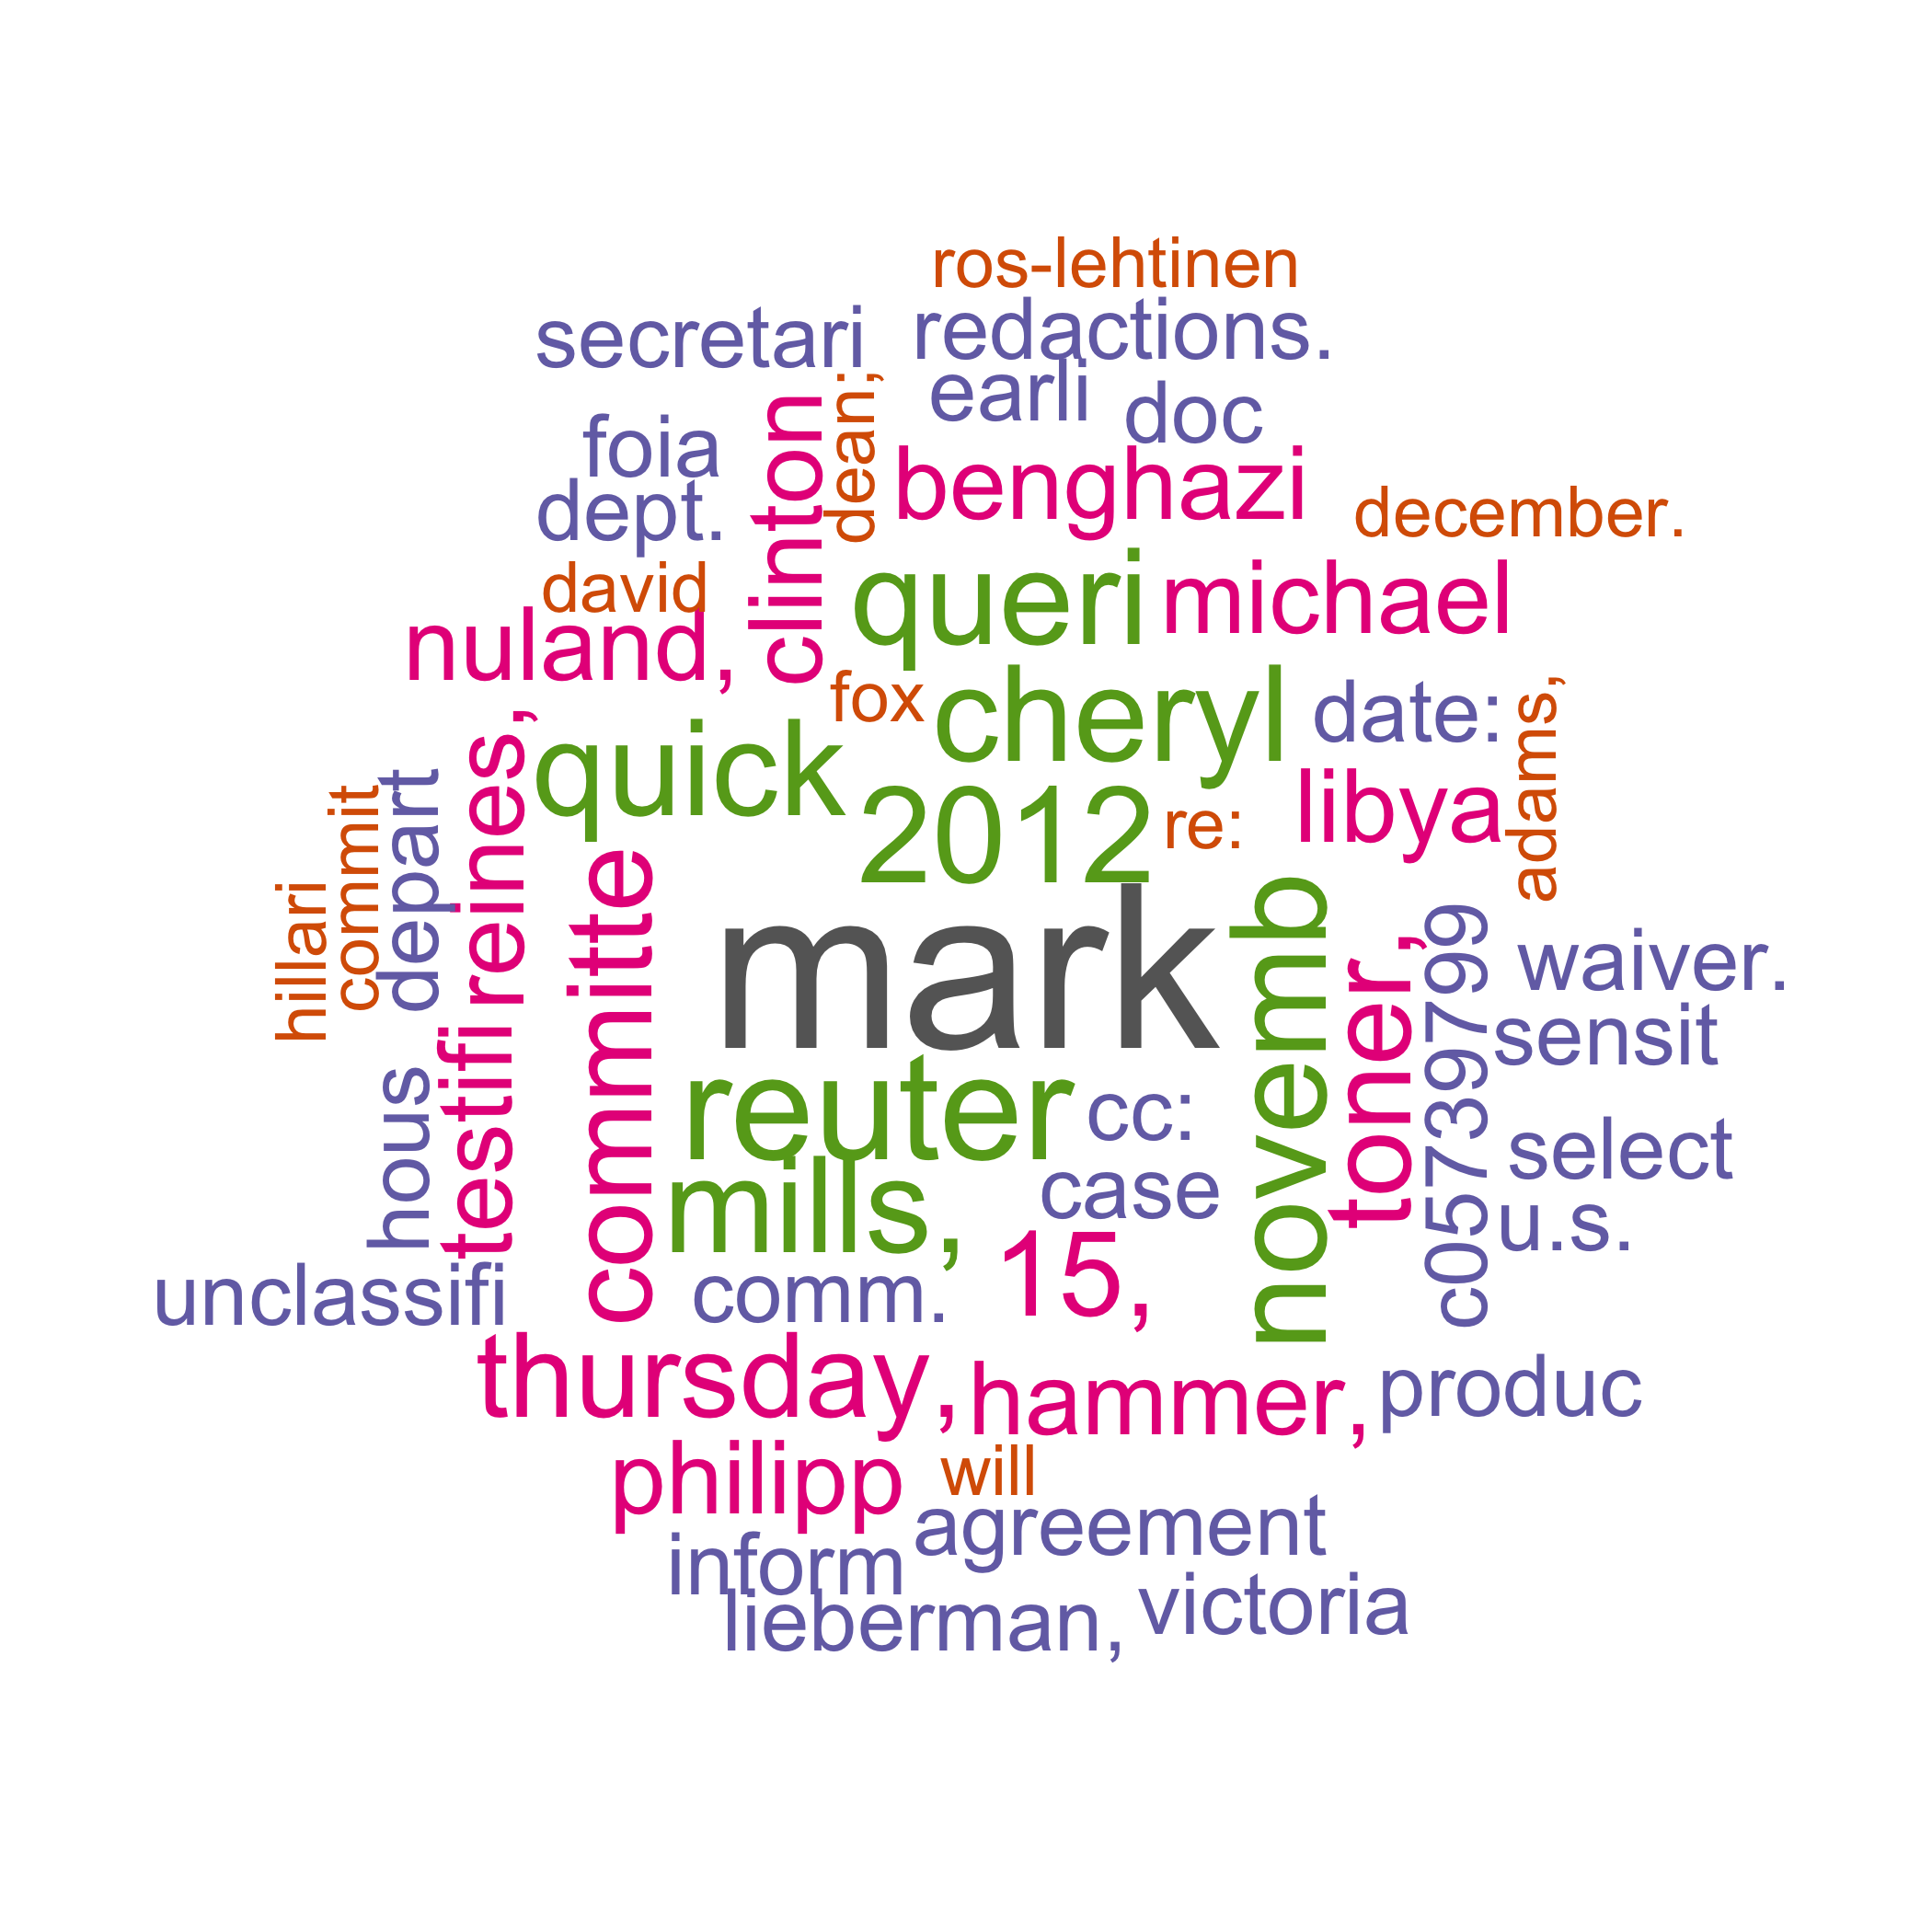 ros-lehtinen
secretari
redactions.
earli
doc
foia
clinton
dean;
benghazi
dept.
december.
david
queri
michael
nuland,
fox
cheryl
date:
adams,
reines,
quick
2012
re:
libya
commit
depart
hillari
committe
mark
novemb
toner,
c05739799
waiver.
sensit
testifi
hous
reuter
cc:
select
mills,
case
u.s.
unclassifi
comm.
15,
thursday,
hammer,
produc
philipp
will
agreement
inform
lieberman,
victoria